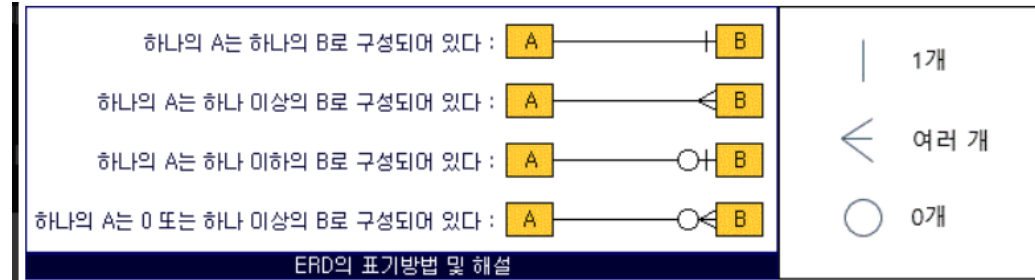 하나의 A는 하나의 B로 구성되어 있다 : A B
하나의 A는 하나 이상의 B로 구성되어 있다 : A B
하나의 A는 하나 이하의 B로 구성되어 있다 : A B
하나의 A는 0 또는 하나 이상의 B로 구성되어 있다 : A B
ERD의 표기방법 및 해설
1개
여러 개
0개